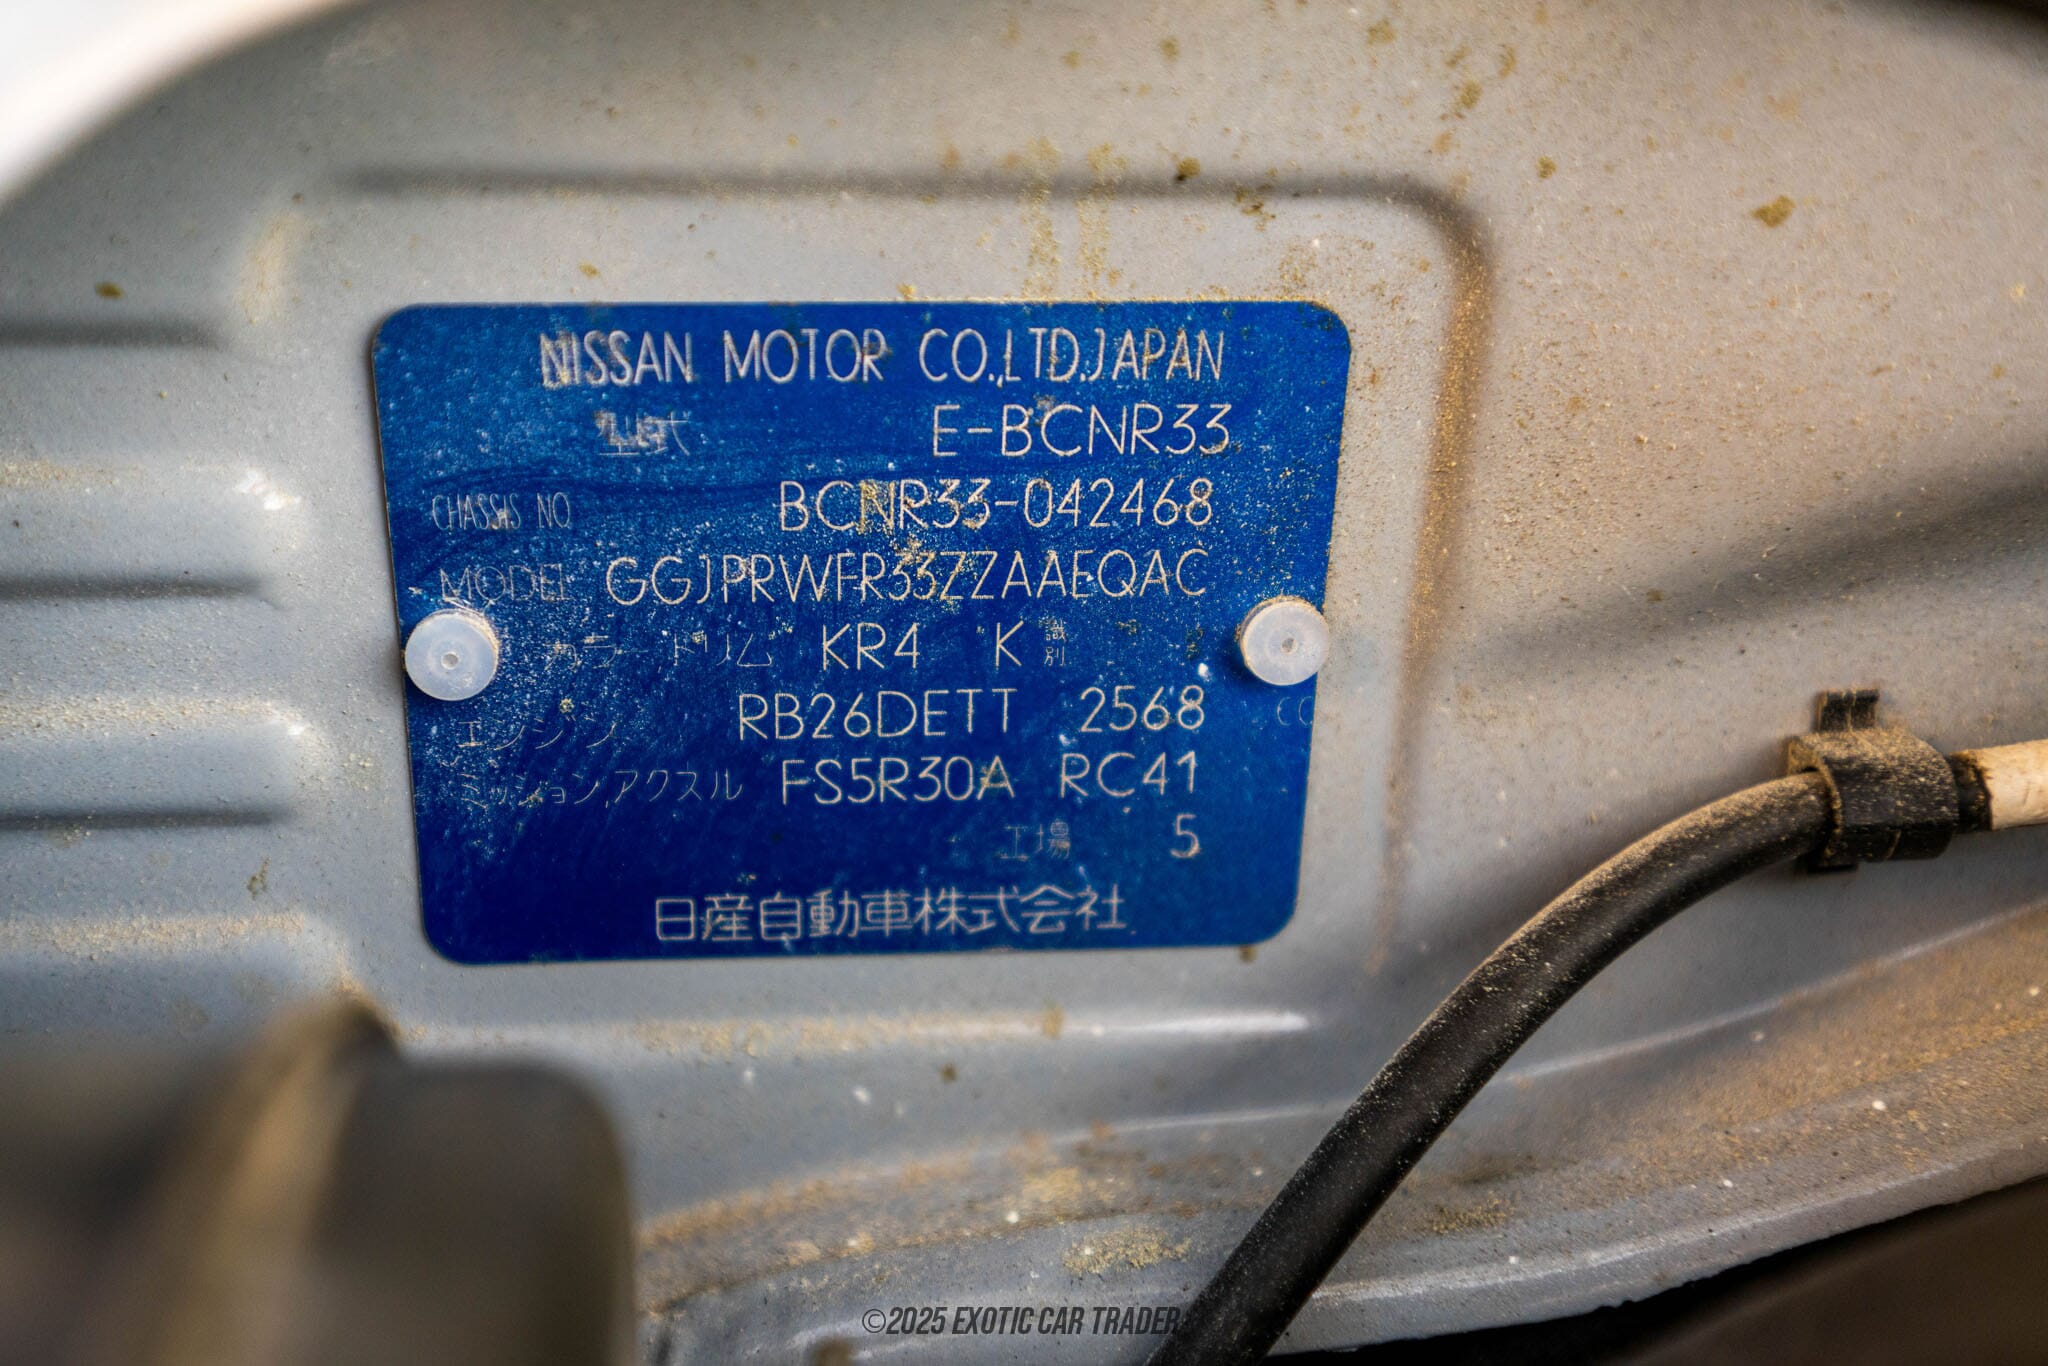 NISSAN MOTOR CO.,LTD.JAPAN
型式 E-BCNR33
CHASSIS NO. BCNR33-042468
MODEL GGJPRWFR33ZZAAEQAC
カラー トリム KR4 K 識別
エンジン RB26DETT 2568 CC
ミッション,アクスル FS5R30A RC41
工場 5
日産自動車株式会社
©2025 EXOTIC CAR TRADER